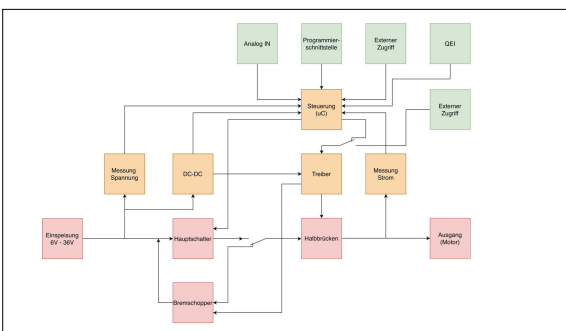 Analog IN
Programmier-
schnittstelle
Externer
Zugriff
QEI
Steuerung
(uC)
Externer
Zugriff
Messung
Spannung
DC-DC
Treiber
Messung
Strom
Einspeisung
6V - 36V
Hauptschalter
Halbbrücken
Ausgang
(Motor)
Bremschopper